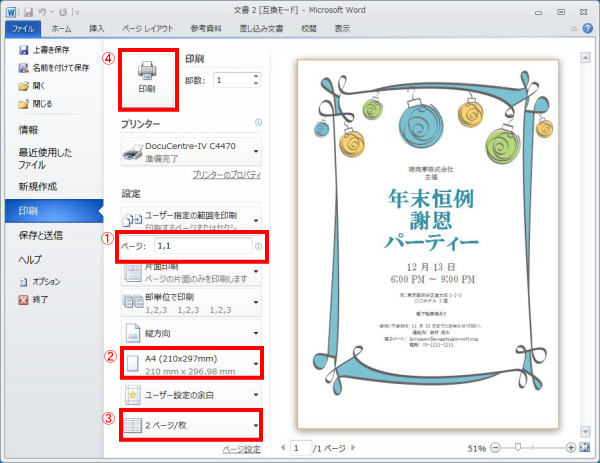 文書 2 [互換モード] - Microsoft Word
ファイル ホーム 挿入 ページ レイアウト 参考資料 差し込み文書 校閲 表示
上書き保存
名前を付けて保存
開く
閉じる
情報
最近使用した
ファイル
新規作成
印刷
保存と送信
ヘルプ
オプション
終了
④
印刷
印刷
部数: 1
プリンター
DocuCentre-IV C4470
準備完了
プリンターのプロパティ
設定
ユーザー指定の範囲を印刷
印刷するページまたはセクシ...
①
ページ: 1,1
片面印刷
ページの片面のみを印刷します
部単位で印刷
1,2,3 1,2,3 1,2,3
縦方向
②
A4 (210x297mm)
210 mm x 296.98 mm
ユーザー設定の余白
③
2 ページ/枚
ページ設定
株式会社
主催
年末恒例
謝恩
パーティー
12 月 13 日
6:00 PM ～ 9:00 PM
1 /1 ページ
51%